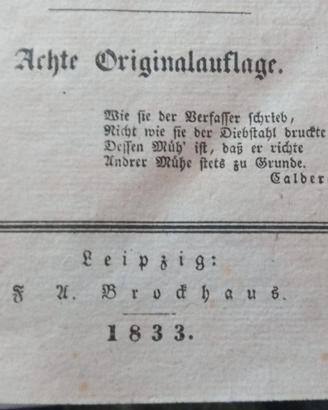 Achte Originalauflage.
Wie sie der Verfasser schrieb,
Nicht wie sie der Diebstahl druckte
Dessen Müh' ist, daß er richte
Andrer Mühe stets zu Grunde.
Calder
Leipzig:
F A. Brockhaus.
1833.